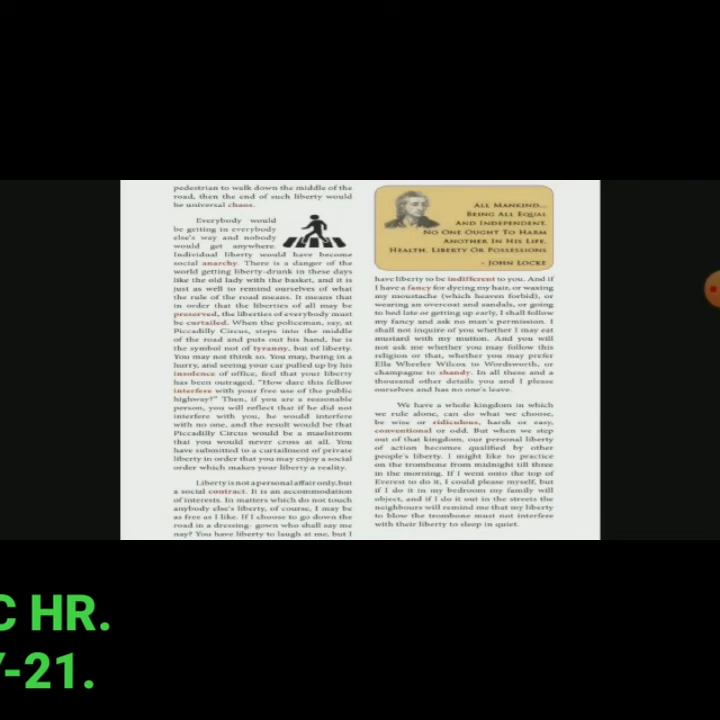 pedestrian to walk down the middle of the
road, then the end of such liberty would
be universal chaos.
Everybody would
be getting in everybody
else's way and nobody
would get anywhere.
Individual liberty would have become
social anarchy. There is a danger of the
world getting liberty-drunk in these days
like the old lady with the basket, and it is
just as well to remind ourselves of what
the rule of the road means. It means that
in order that the liberties of all may be
preserved, the liberties of everybody must
be curtailed. When the policeman, say, at
Piccadilly Circus, steps into the middle
of the road and puts out his hand, he is
the symbol not of tyranny, but of liberty.
You may not think so. You may, being in a
hurry, and seeing your car pulled up by his
insolence of office, feel that your liberty
has been outraged. "How dare this fellow
interfere with your free use of the public
highway?" Then, if you are a reasonable
person, you will reflect that if he did not
interfere with you, he would interfere
with no one, and the result would be that
Piccadilly Circus would be a maelstrom
that you would never cross at all. You
have submitted to a curtailment of private
liberty in order that you may enjoy a social
order which makes your liberty a reality.
Liberty is not a personal affair only, but
a social contract. It is an accommodation
of interests. In matters which do not touch
anybody else's liberty, of course, I may be
as free as I like. If I choose to go down the
road in a dressing- gown who shall say me
nay? You have liberty to laugh at me, but I
ALL MANKIND...
BEING ALL EQUAL
AND INDEPENDENT,
NO ONE OUGHT TO HARM
ANOTHER IN HIS LIFE,
HEALTH, LIBERTY OR POSSESSIONS
- JOHN LOCKE
have liberty to be indifferent to you. And if
I have a fancy for dyeing my hair, or waxing
my moustache (which heaven forbid), or
wearing an overcoat and sandals, or going
to bed late or getting up early, I shall follow
my fancy and ask no man's permission. I
shall not inquire of you whether I may eat
mustard with my mutton. And you will
not ask me whether you may follow this
religion or that, whether you may prefer
Ella Wheeler Wilcox to Wordsworth, or
champagne to shandy. In all these and a
thousand other details you and I please
ourselves and has no one's leave.
We have a whole kingdom in which
we rule alone, can do what we choose,
be wise or ridiculous, harsh or easy,
conventional or odd. But when we step
out of that kingdom, our personal liberty
of action becomes qualified by other
people's liberty. I might like to practice
on the trombone from midnight till three
in the morning. If I went onto the top of
Everest to do it, I could please myself, but
if I do it in my bedroom my family will
object, and if I do it out in the streets the
neighbours will remind me that my liberty
to blow the trombone must not interfere
with their liberty to sleep in quiet.
C HR.
-21.